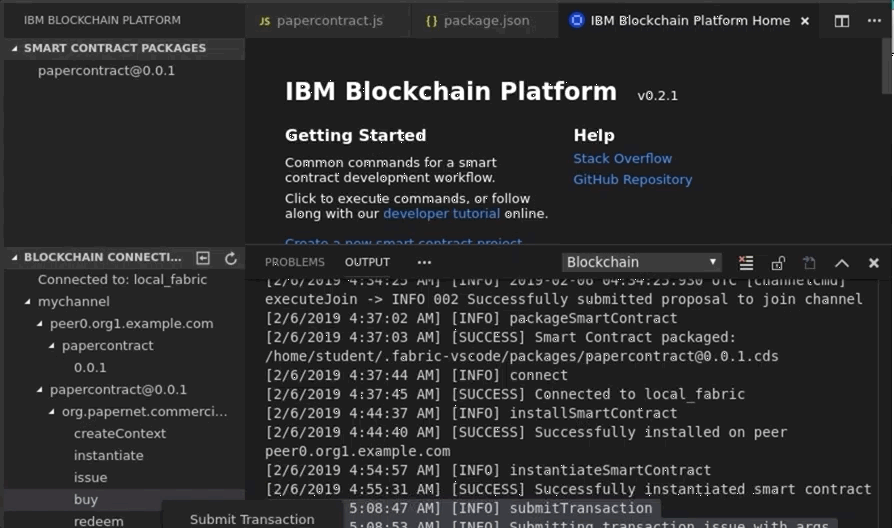 IBM BLOCKCHAIN PLATFORM
SMART CONTRACT PACKAGES
papercontract@0.0.1
BLOCKCHAIN CONNECTI...
Connected to: local_fabric
mychannel
peer0.org1.example.com
papercontract
0.0.1
papercontract@0.0.1
org.papernet.commerci...
createContext
instantiate
issue
buy
redeem
Submit Transaction
JS papercontract.js
{} package.json
IBM Blockchain Platform Home
IBM Blockchain Platform v0.2.1
Getting Started
Common commands for a smart
contract development workflow.
Click to execute commands, or follow
along with our developer tutorial online.
Create a new smart contract project
Help
Stack Overflow
GitHub Repository
PROBLEMS OUTPUT ... Blockchain
[2/6/2019 4:34:25 AM] [INFO] 2019-02-06 04:34:25.930 UTC [channelCmd]
executeJoin -> INFO 002 Successfully submitted proposal to join channel
[2/6/2019 4:37:02 AM] [INFO] packageSmartContract
[2/6/2019 4:37:03 AM] [SUCCESS] Smart Contract packaged:
/home/student/.fabric-vscode/packages/papercontract@0.0.1.cds
[2/6/2019 4:37:44 AM] [INFO] connect
[2/6/2019 4:37:45 AM] [SUCCESS] Connected to local_fabric
[2/6/2019 4:44:37 AM] [INFO] installSmartContract
[2/6/2019 4:44:40 AM] [SUCCESS] Successfully installed on peer
peer0.org1.example.com
[2/6/2019 4:54:57 AM] [INFO] instantiateSmartContract
[2/6/2019 4:55:31 AM] [SUCCESS] Successfully instantiated smart contract
5:08:47 AM] [INFO] submitTransaction
5:08:53 AM] [INFO] Submitting transaction issue with args